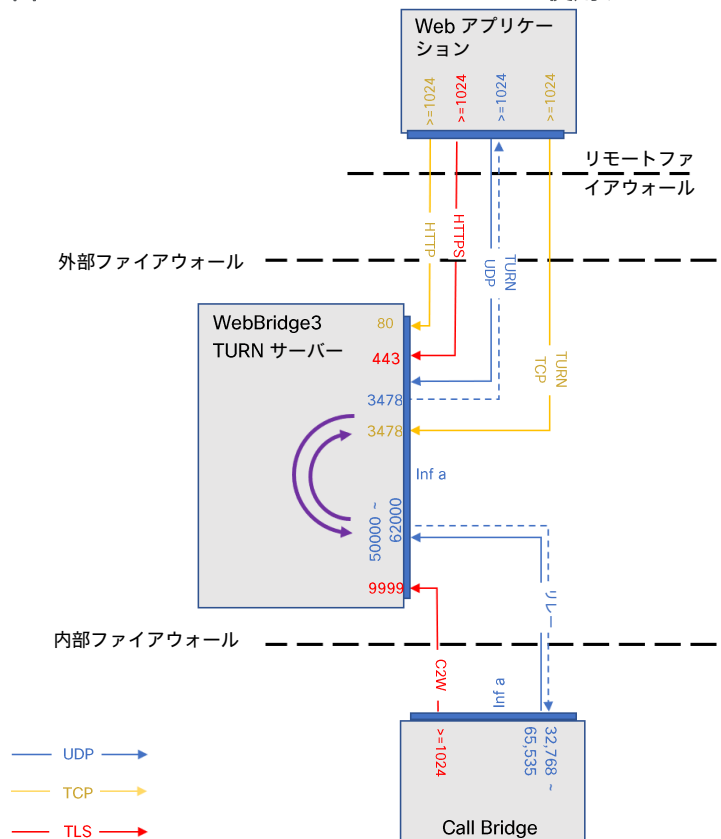 Web アプリケー
ション
>=1024
>=1024
>=1024
>=1024
リモートファ
イアウォール
HTTP
HTTPS
TURN
UDP
TURN
TCP
外部ファイアウォール
WebBridge3
TURN サーバー
80
443
3478
3478
Inf a
50000 ~
62000
9999
リレー
内部ファイアウォール
C2W
Inf a
>=1024
32,768 ~
65,535
Call Bridge
UDP
TCP
TLS